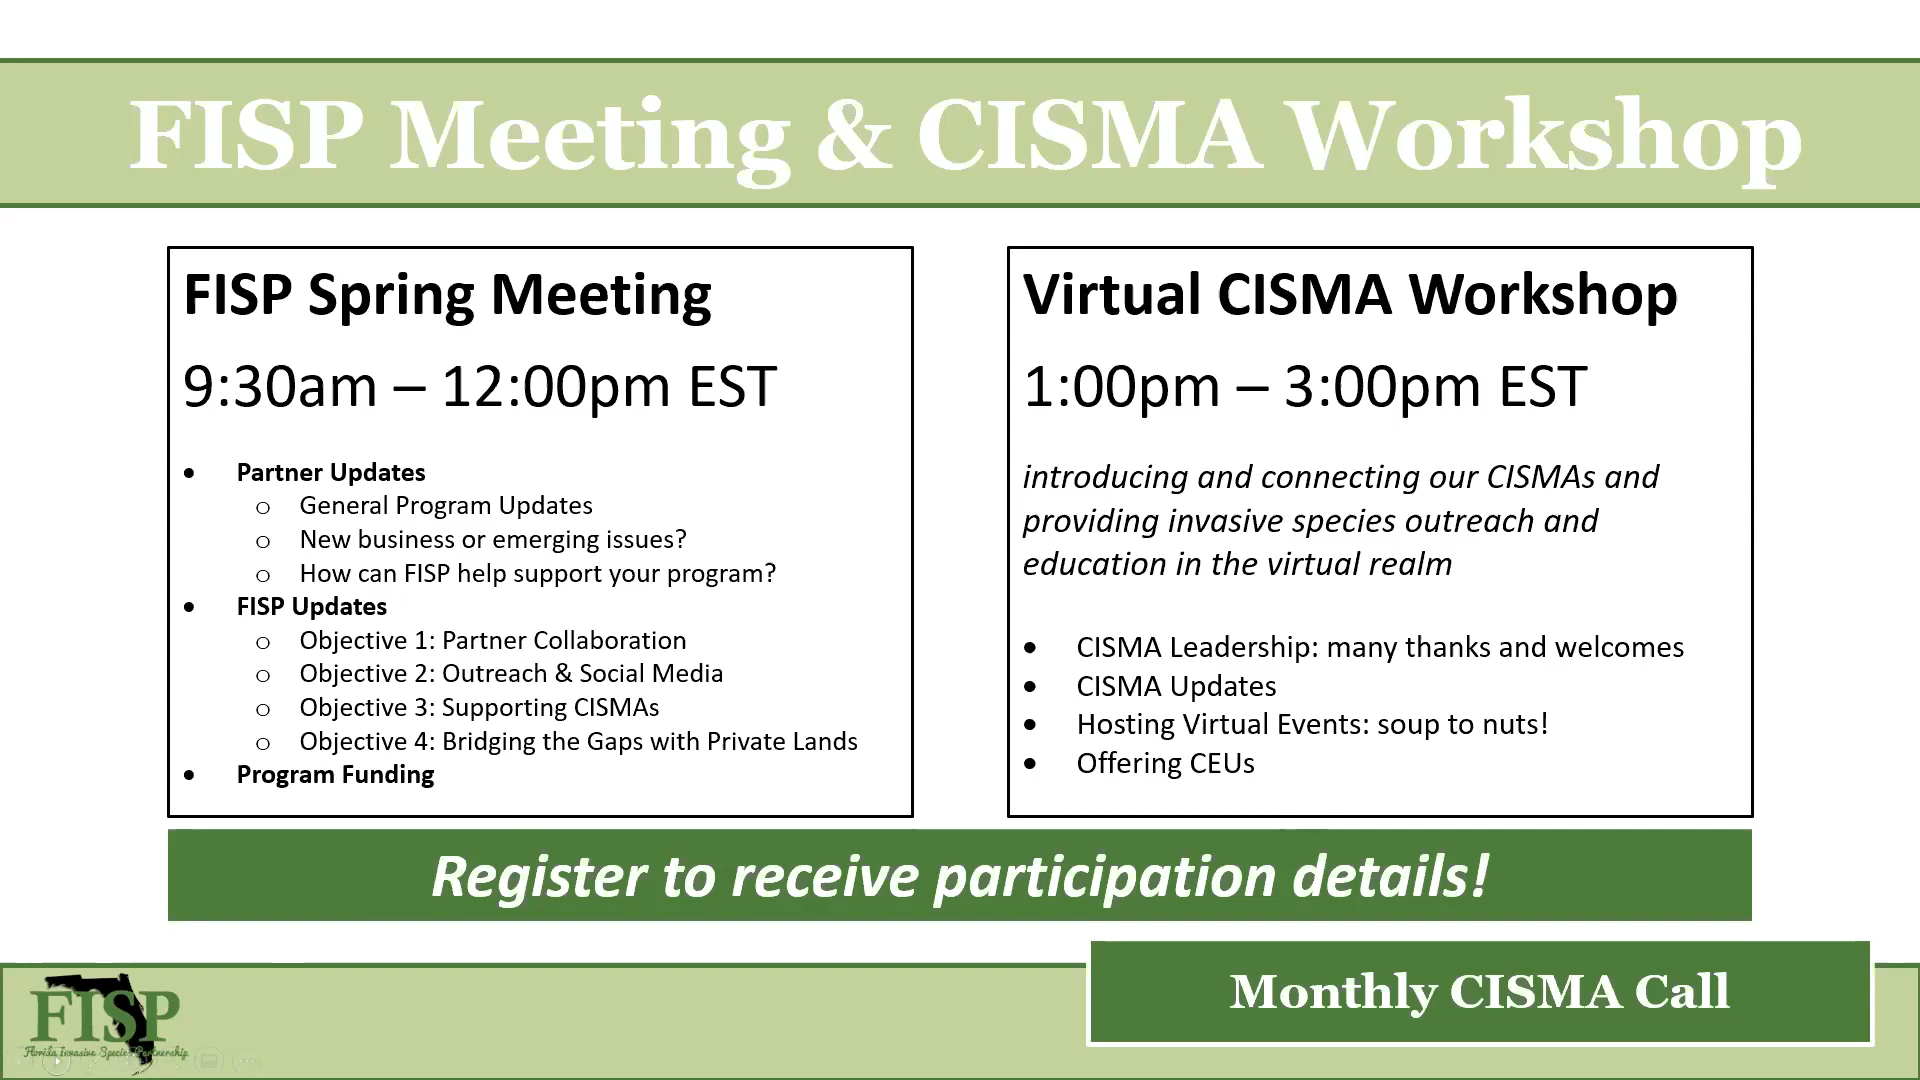 FISP Meeting & CISMA Workshop
FISP Spring Meeting
9:30am – 12:00pm EST
• Partner Updates
o General Program Updates
o New business or emerging issues?
o How can FISP help support your program?
• FISP Updates
o Objective 1: Partner Collaboration
o Objective 2: Outreach & Social Media
o Objective 3: Supporting CISMAs
o Objective 4: Bridging the Gaps with Private Lands
• Program Funding
Virtual CISMA Workshop
1:00pm – 3:00pm EST
introducing and connecting our CISMAs and
providing invasive species outreach and
education in the virtual realm
• CISMA Leadership: many thanks and welcomes
• CISMA Updates
• Hosting Virtual Events: soup to nuts!
• Offering CEUs
Register to receive participation details!
Monthly CISMA Call
FISP
Florida Invasive Species Partnership